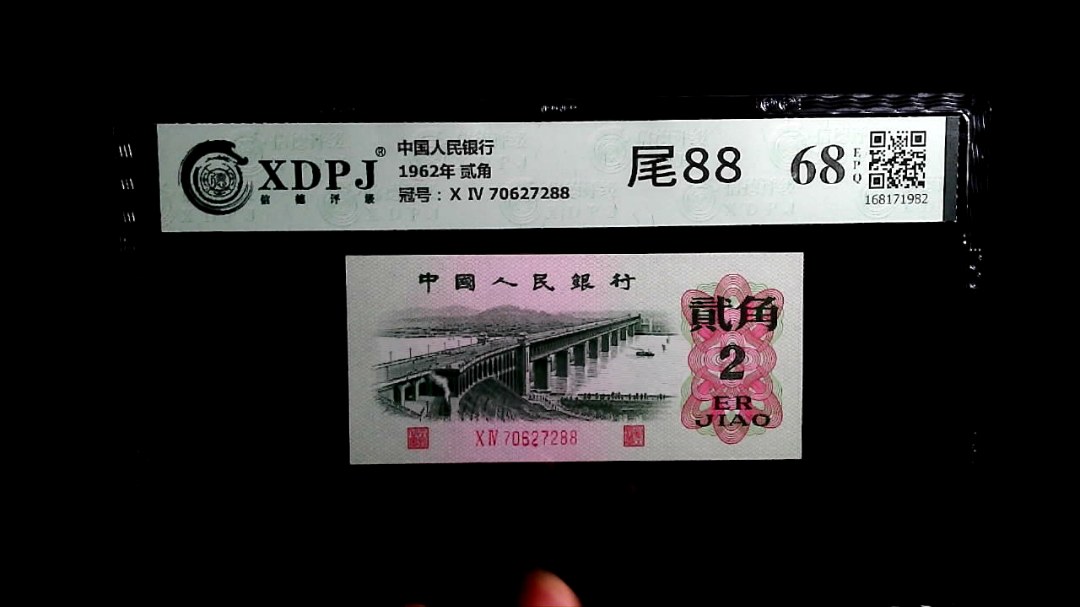 XDPJ®
信德评级
中国人民银行
1962年 贰角
冠号：X Ⅳ 70627288
尾88
68
EPQ
168171982
中國人民銀行
貳角
2
ER
JIAO
X Ⅳ 70627288